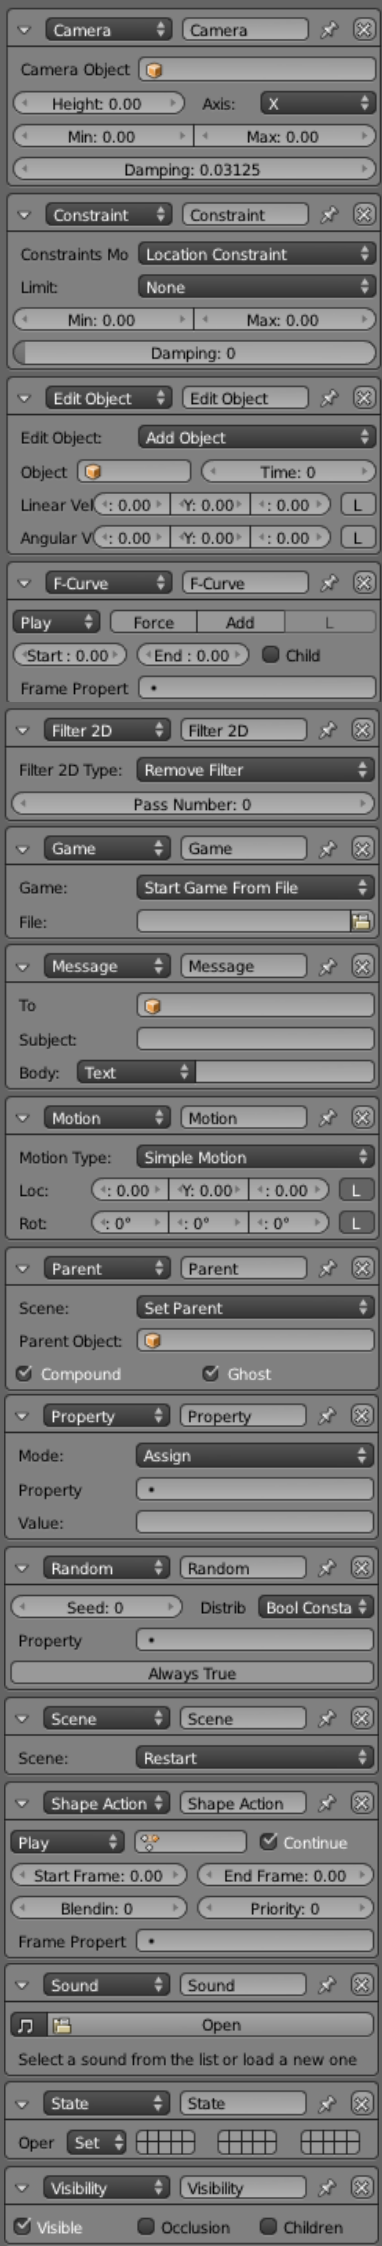 Camera Camera
Camera Object
Height: 0.00 Axis: X
Min: 0.00 Max: 0.00
Damping: 0.03125
Constraint Constraint
Constraints Mo Location Constraint
Limit: None
Min: 0.00 Max: 0.00
Damping: 0
Edit Object Edit Object
Edit Object: Add Object
Object Time: 0
Linear Vel : 0.00 Y: 0.00 : 0.00 L
Angular V : 0.00 Y: 0.00 : 0.00 L
F-Curve F-Curve
Play Force Add L
Start : 0.00 End : 0.00 Child
Frame Propert
Filter 2D Filter 2D
Filter 2D Type: Remove Filter
Pass Number: 0
Game Game
Game: Start Game From File
File:
Message Message
To
Subject:
Body: Text
Motion Motion
Motion Type: Simple Motion
Loc: : 0.00 Y: 0.00 : 0.00 L
Rot: : 0° : 0° : 0° L
Parent Parent
Scene: Set Parent
Parent Object:
Compound Ghost
Property Property
Mode: Assign
Property
Value:
Random Random
Seed: 0 Distrib Bool Consta
Property
Always True
Scene Scene
Scene: Restart
Shape Action Shape Action
Play Continue
Start Frame: 0.00 End Frame: 0.00
Blendin: 0 Priority: 0
Frame Propert
Sound Sound
Open
Select a sound from the list or load a new one
State State
Oper Set
Visibility Visibility
Visible Occlusion Children